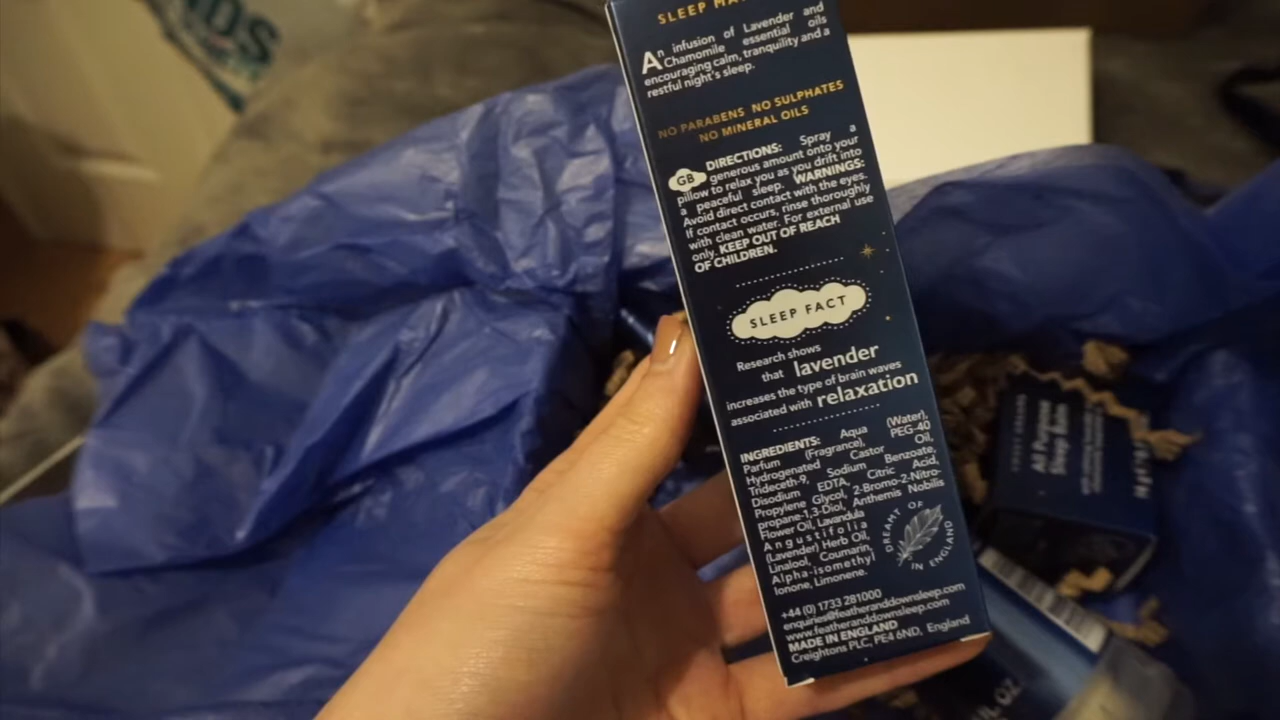 SLEEP
An infusion of Lavender and
Chamomile essential oils
encouraging calm, tranquility and a
restful night's sleep.
NO PARABENS NO SULPHATES
NO MINERAL OILS
GB
DIRECTIONS: Spray a
generous amount onto your
pillow to relax you as you drift into
a peaceful sleep. WARNINGS:
Avoid direct contact with the eyes.
If contact occurs, rinse thoroughly
with clean water. For external use
only. KEEP OUT OF REACH
OF CHILDREN.
SLEEP FACT
Research shows
that lavender
increases the type of brain waves
associated with relaxation
INGREDIENTS: Aqua (Water),
Parfum (Fragrance), PEG-40
Hydrogenated Castor Oil,
Trideceth-9, Sodium Benzoate,
Disodium EDTA, Citric Acid,
Propylene Glycol, 2-Bromo-2-Nitro-
propane-1,3-Diol, Anthemis Nobilis
Flower Oil, Lavandula
Angustifolia
(Lavender) Herb Oil,
Linalool, Coumarin,
Alpha-isomethyl
Ionone, Limonene.
DREAMT OF
IN ENGLAND
+44 (0) 1733 281000
enquiries@featheranddownsleep.com
www.featheranddownsleep.com
MADE IN ENGLAND
Creightons PLC, PE4 6ND, England
All Purpose
Sleep Balm
OZ